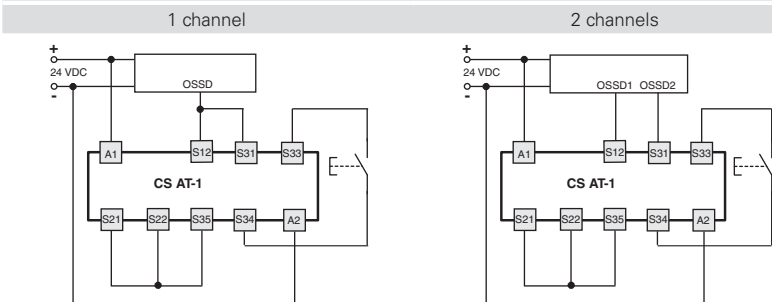 1 channel
+
24 VDC
-
OSSD
A1 S12 S31 S33
CS AT-1
S21 S22 S35 S34 A2
2 channels
+
24 VDC
-
OSSD1 OSSD2
A1 S12 S31 S33
CS AT-1
S21 S22 S35 S34 A2